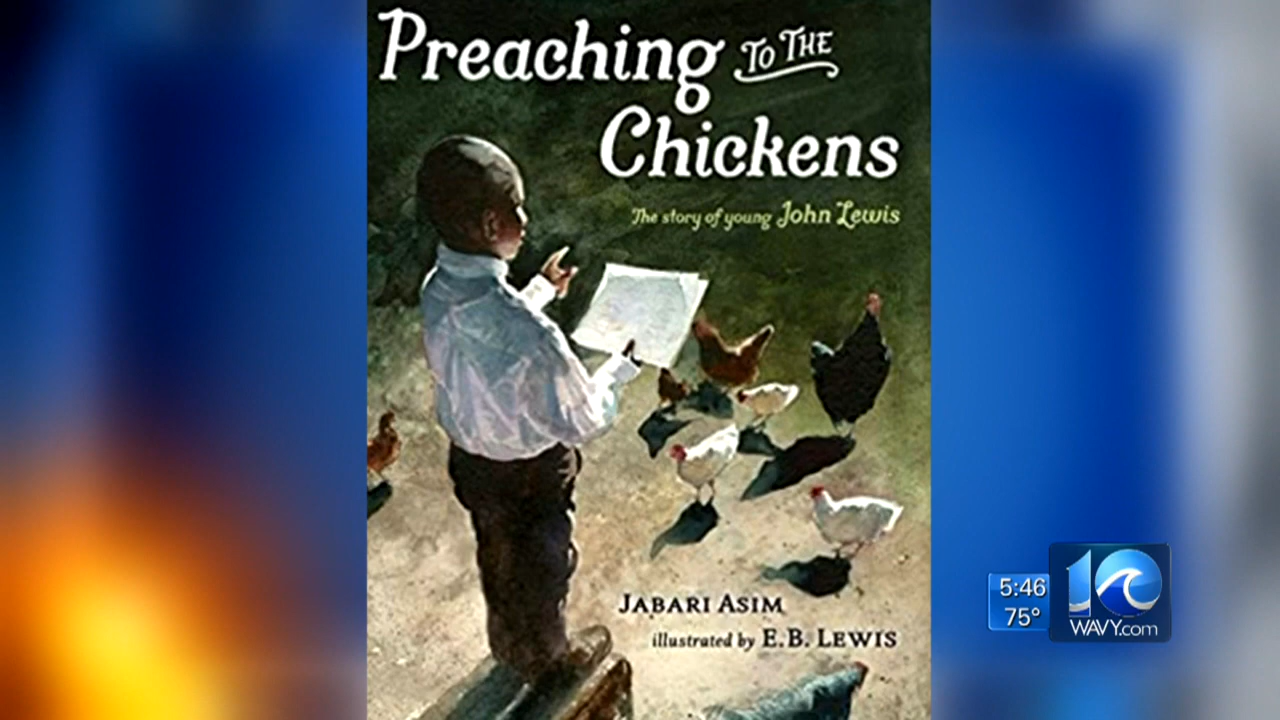 Preaching TO THE
Chickens
The story of young John Lewis
JABARI ASIM
illustrated by E.B. LEWIS
5:46
75°
10
WAVY.com